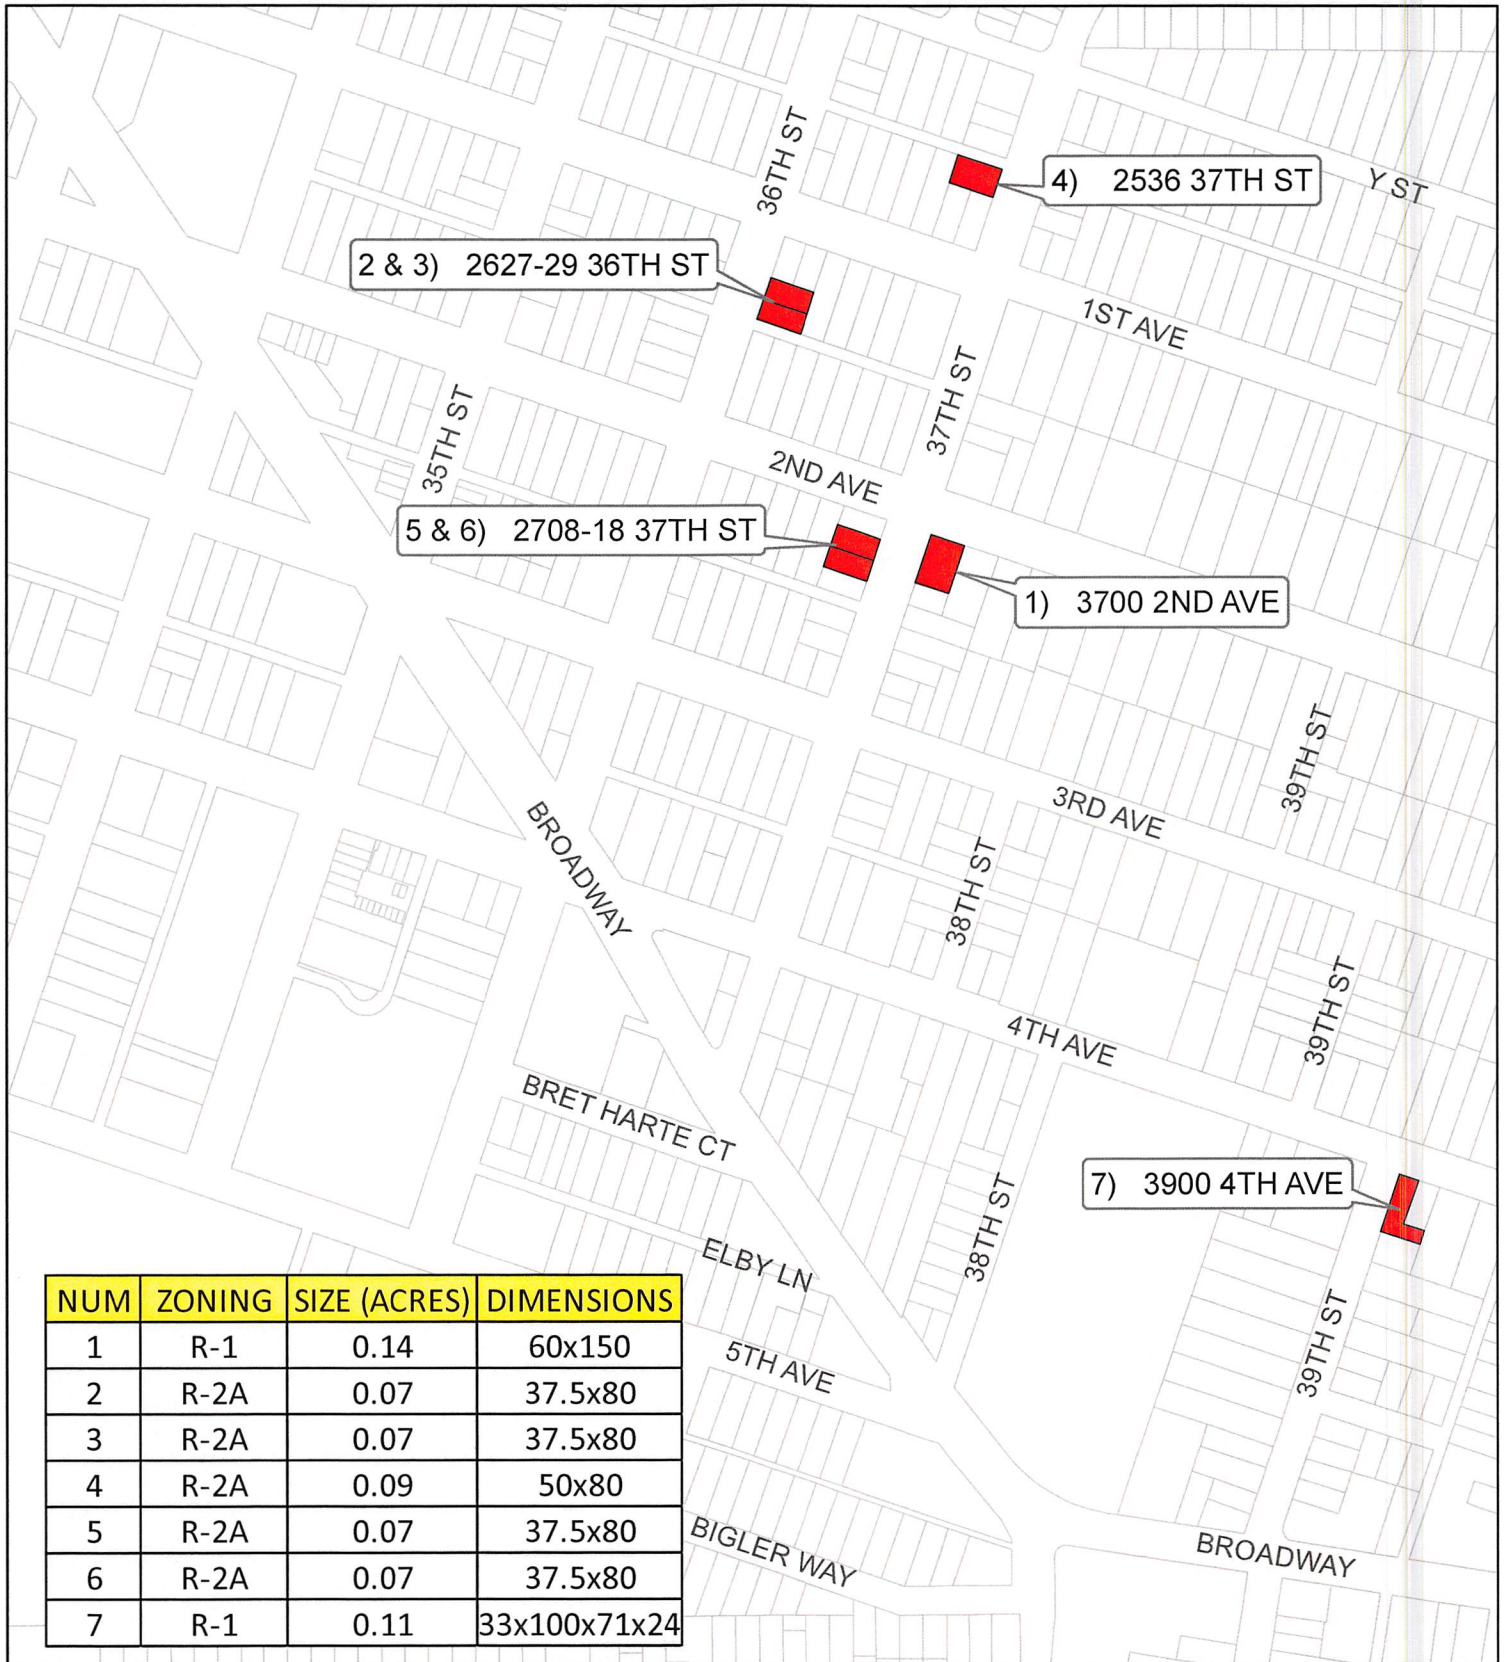 36TH ST
4) 2536 37TH ST
Y ST
2 & 3) 2627-29 36TH ST
1ST AVE
37TH ST
35TH ST
2ND AVE
5 & 6) 2708-18 37TH ST
1) 3700 2ND AVE
39TH ST
3RD AVE
BROADWAY
38TH ST
39TH ST
4TH AVE
BRET HARTE CT
7) 3900 4TH AVE
38TH ST
ELBY LN
39TH ST
5TH AVE
BIGLER WAY
BROADWAY
NUM ZONING SIZE (ACRES) DIMENSIONS
1 R-1 0.14 60x150
2 R-2A 0.07 37.5x80
3 R-2A 0.07 37.5x80
4 R-2A 0.09 50x80
5 R-2A 0.07 37.5x80
6 R-2A 0.07 37.5x80
7 R-1 0.11 33x100x71x24